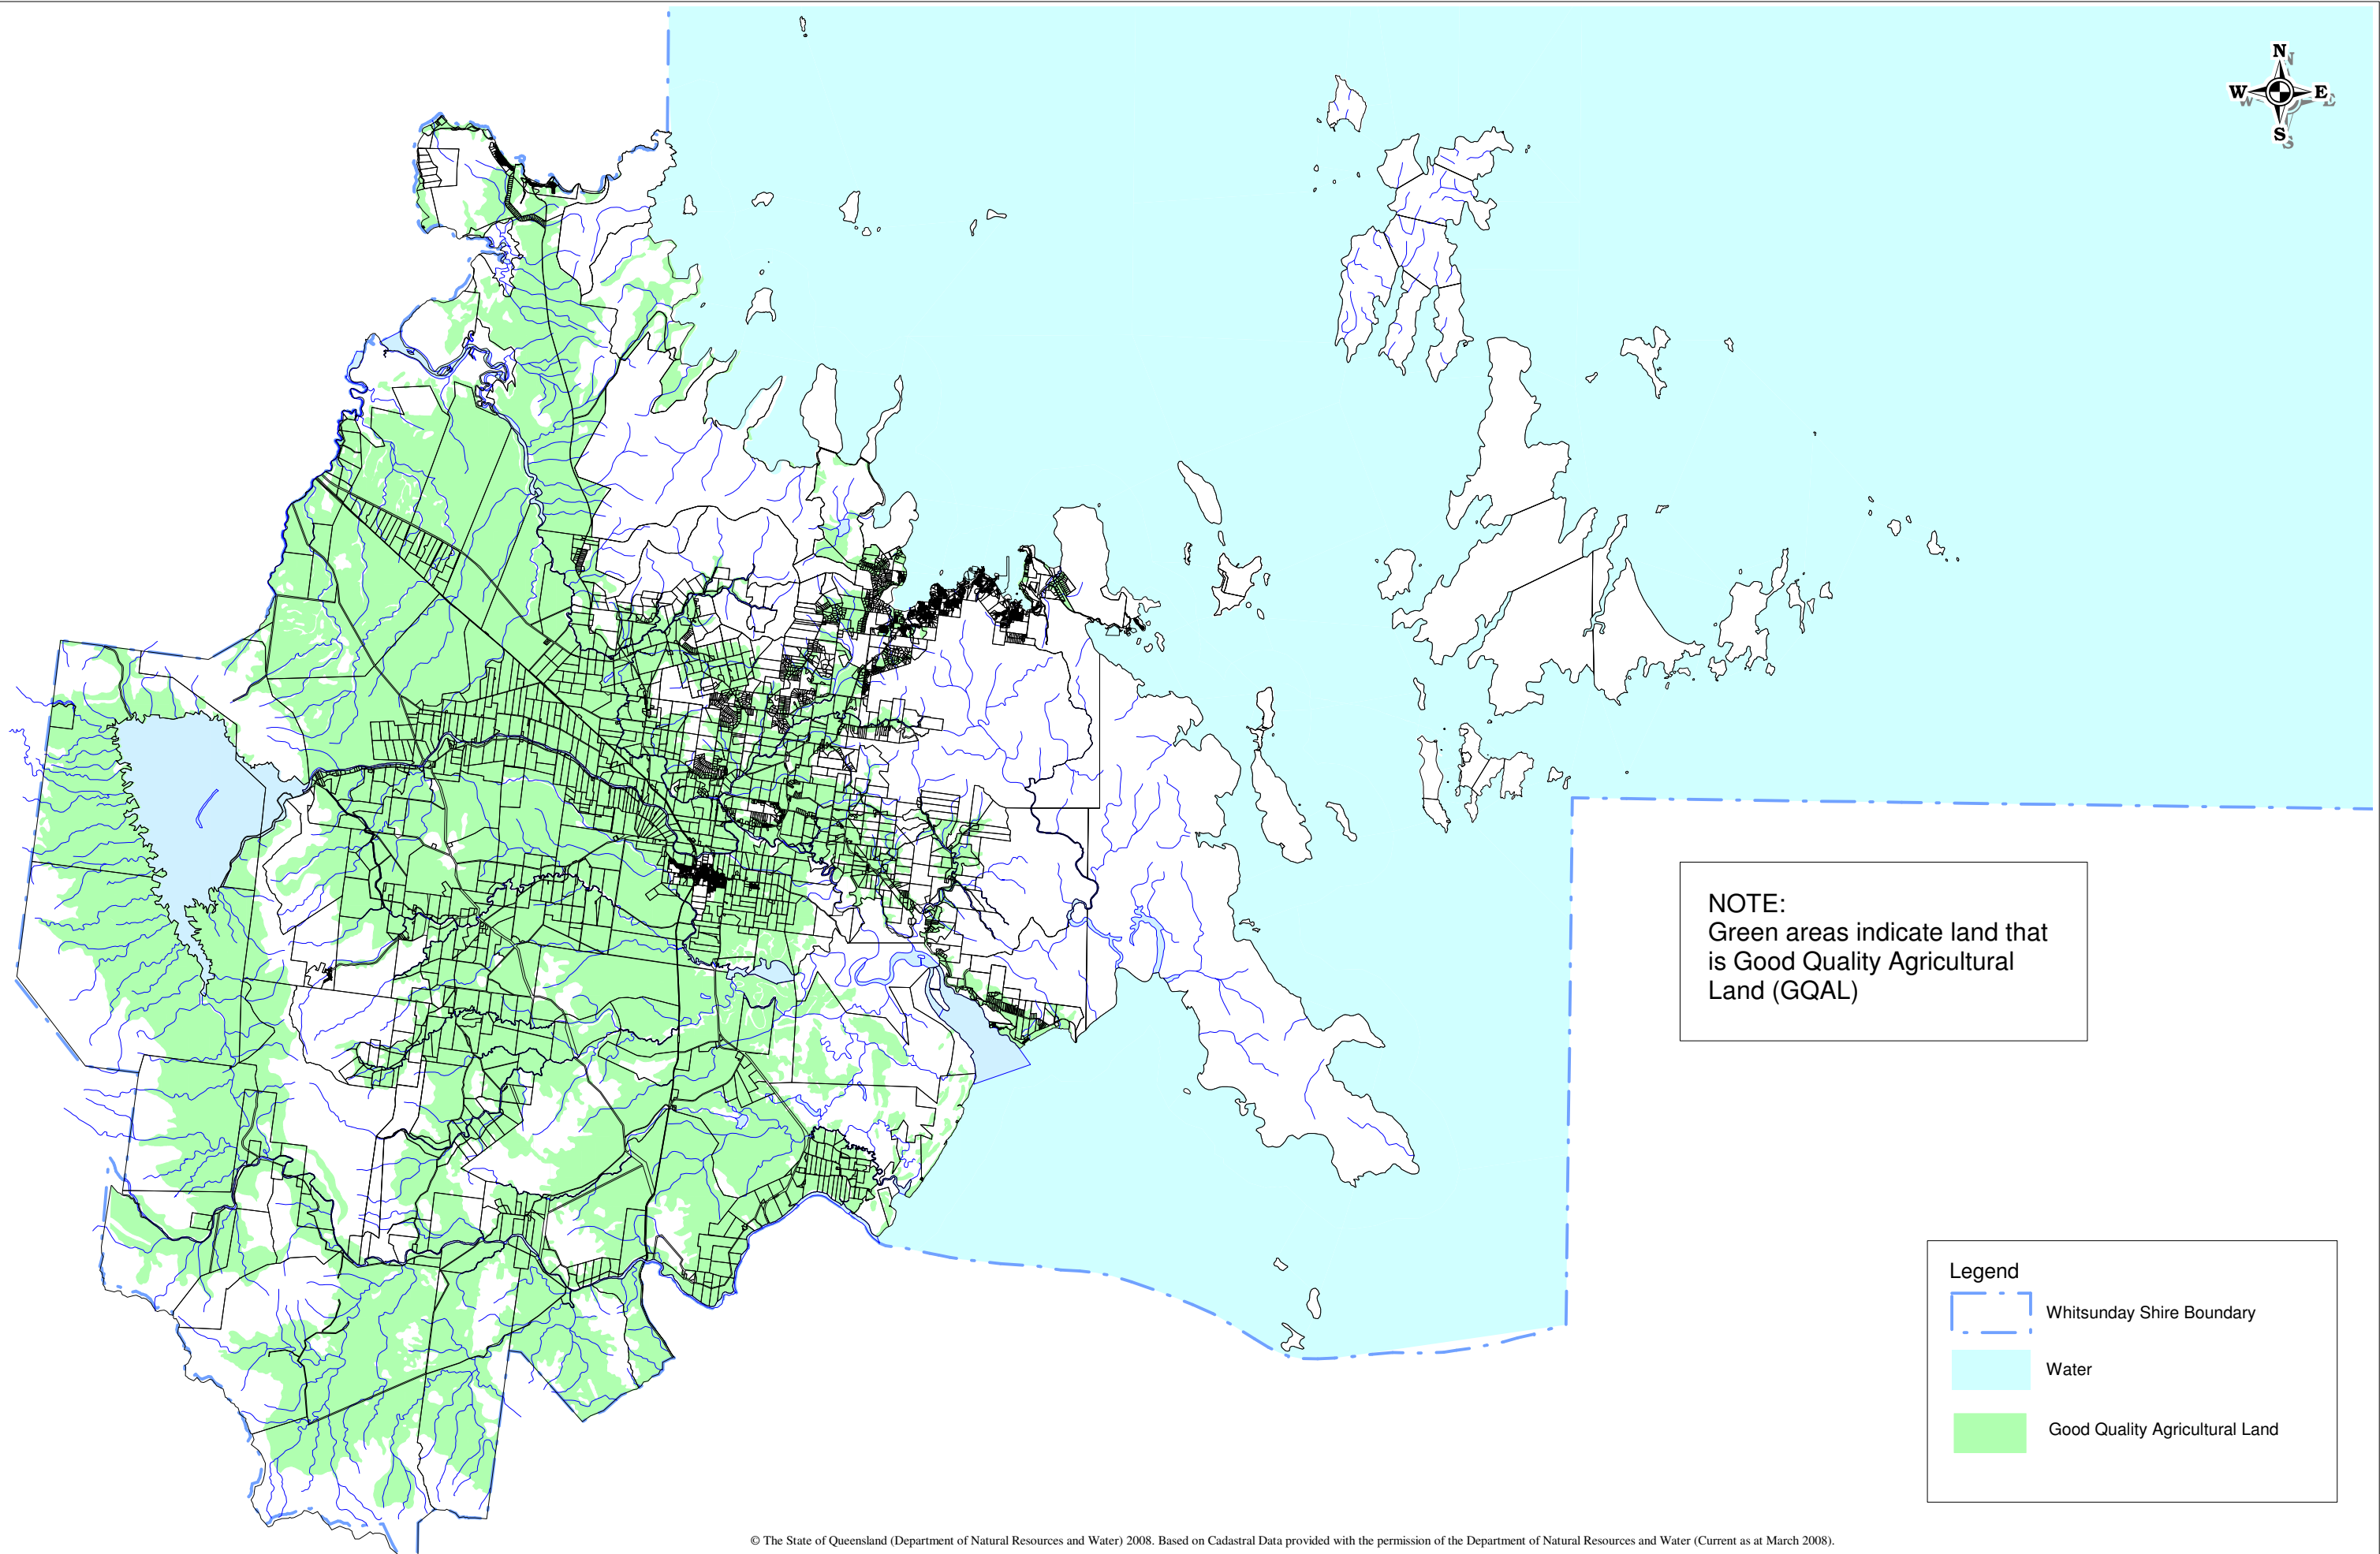 N
W E
S
NOTE:
Green areas indicate land that
is Good Quality Agricultural
Land (GQAL)
Legend
Whitsunday Shire Boundary
Water
Good Quality Agricultural Land
© The State of Queensland (Department of Natural Resources and Water) 2008. Based on Cadastral Data provided with the permission of the Department of Natural Resources and Water (Current as at March 2008).